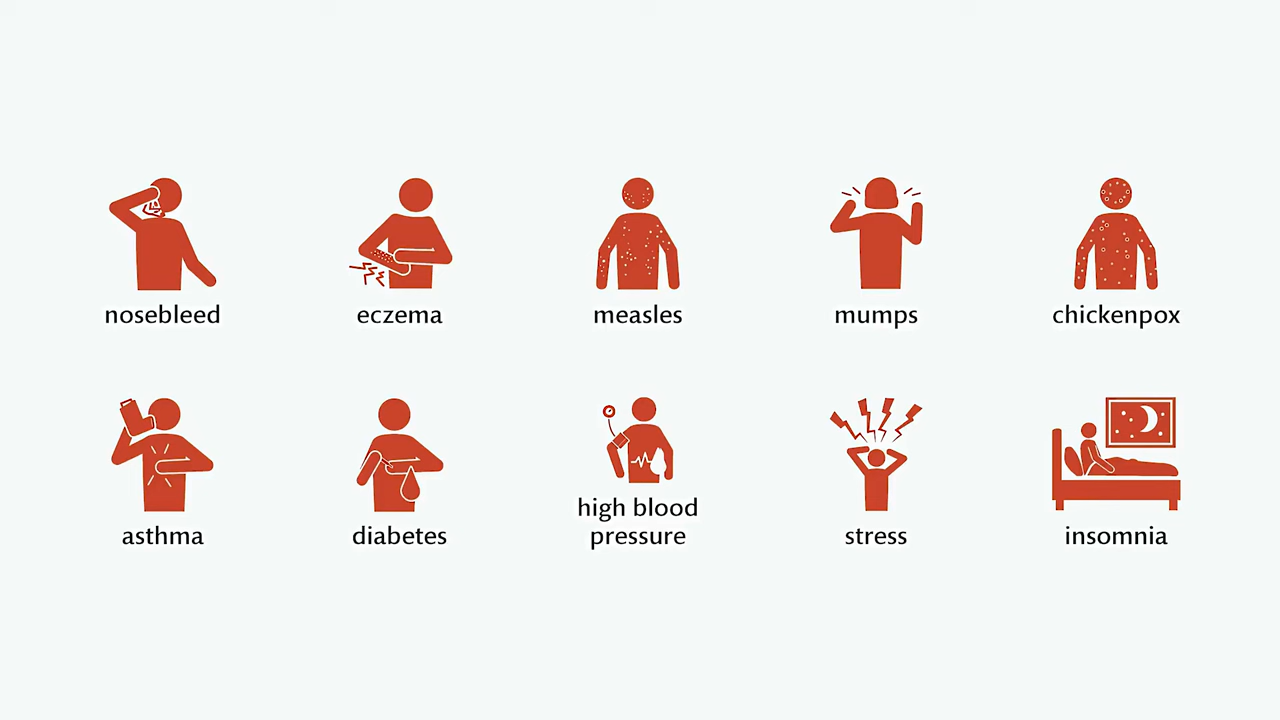 nosebleed
eczema
measles
mumps
chickenpox
asthma
diabetes
high blood
pressure
stress
insomnia